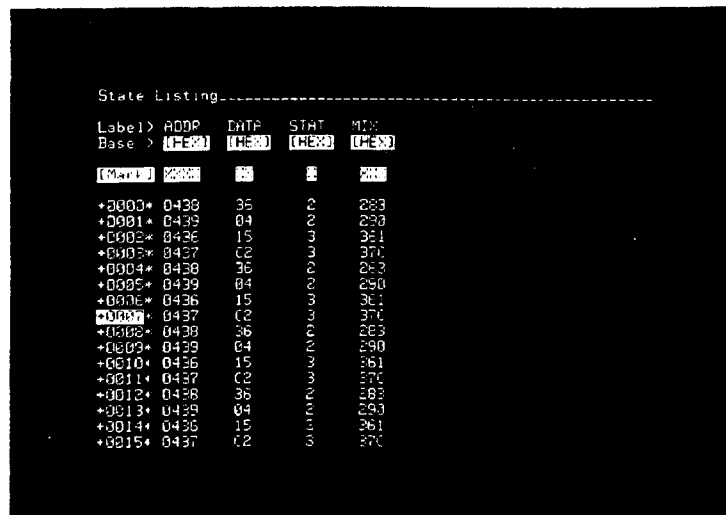 State Listing
Label> ADDR DATA STAT MIX
Base > [HEX] [HEX] [HEX] [HEX]
[Mark]
+0000* 0438 36 2 283
+0001* 0439 04 2 290
+0002* 0436 15 3 361
+0003* 0437 C2 3 37C
+0004* 0438 36 2 283
+0005* 0439 04 2 290
+0006* 0436 15 3 361
+0007* 0437 C2 3 37C
+0008* 0438 36 2 283
+0009* 0439 04 2 290
+0010* 0436 15 3 361
+0011* 0437 C2 3 37C
+0012* 0438 36 2 283
+0013* 0439 04 2 290
+0014* 0436 15 3 361
+0015* 0437 C2 3 37C